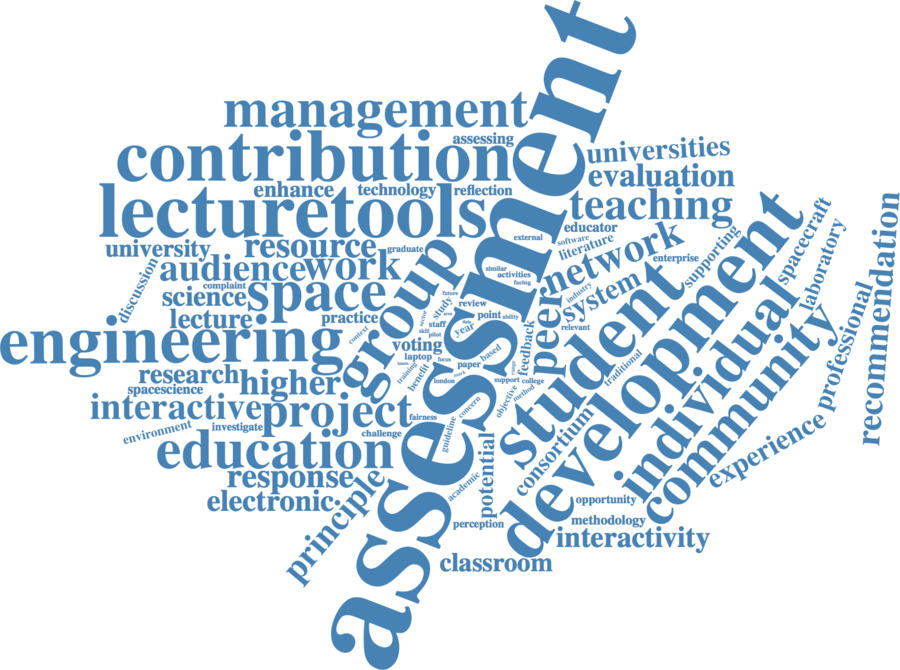 assessment
management
contribution
assessing
enhance
technology
reflection
lecturetools
university
resource
graduate
discussion
audience
work
complaint
science
space
lecture
practice
engineering
context
group
research
higher
spacescience
interactive
project
environment
investigate
challenge
education
response
electronic
principle
universities
evaluation
teaching
educator
external
software
literature
network
similar
activities
facing
enterprise
supporting
spacecraft
laboratory
recommendation
system
industry
relevant
peer
future
study
review
staff
skill
pilot
year
point
ability
voting
laptop
focus
paper
based
training
benefit
london
support
college
feedback
traditional
objective
method
student
development
individual
community
professional
experience
consortium
fairness
concern
guideline
academic
potential
perception
opportunity
methodology
interactivity
classroom